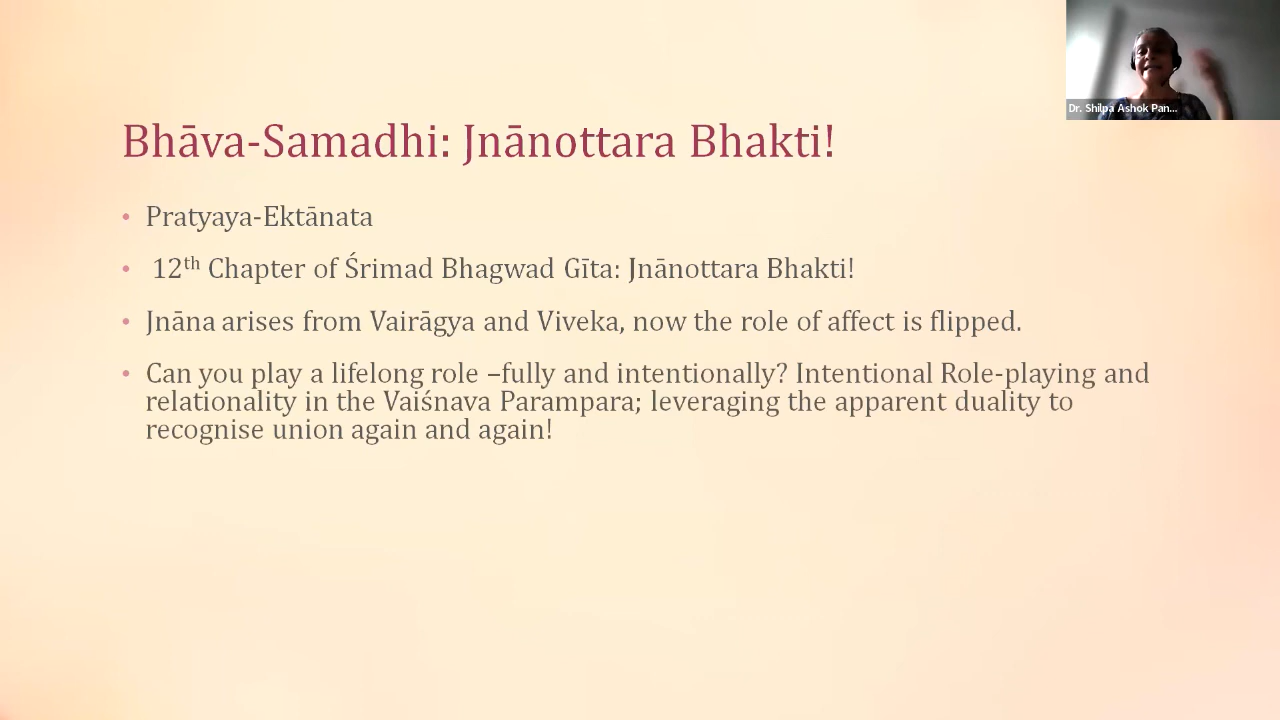 Dr. Shilpa Ashok Pan...
Bhāva-Samadhi: Jnānottara Bhakti!
• Pratyaya-Ektānata
• 12th Chapter of Śrimad Bhagwad Gīta: Jnānottara Bhakti!
• Jnāna arises from Vairāgya and Viveka, now the role of affect is flipped.
• Can you play a lifelong role –fully and intentionally? Intentional Role-playing and
relationality in the Vaiśnava Parampara; leveraging the apparent duality to
recognise union again and again!